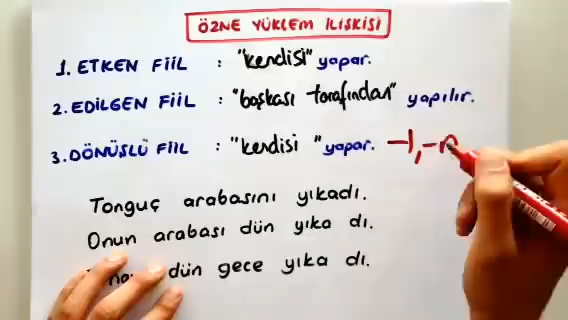 ÖZNE YÜKLEM İLİŞKİSİ
1. ETKEN FİİL : "kendisi" yapar.
2. EDİLGEN FİİL : "başkası tarafından" yapılır.
3. DÖNÜŞLÜ FİİL : "kendisi" yapar. -l, -n
Tonguç arabasını yıkadı.
Onun arabası dün yıka dı.
dün gece yıka dı.